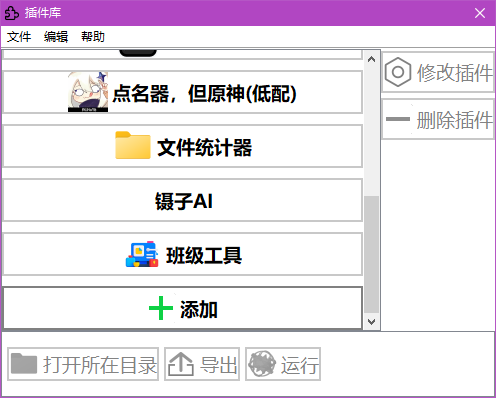 插件库
文件 编辑 帮助
点名器，但原神(低配)
文件统计器
镊子AI
班级工具
添加
修改插件
删除插件
打开所在目录 导出 运行